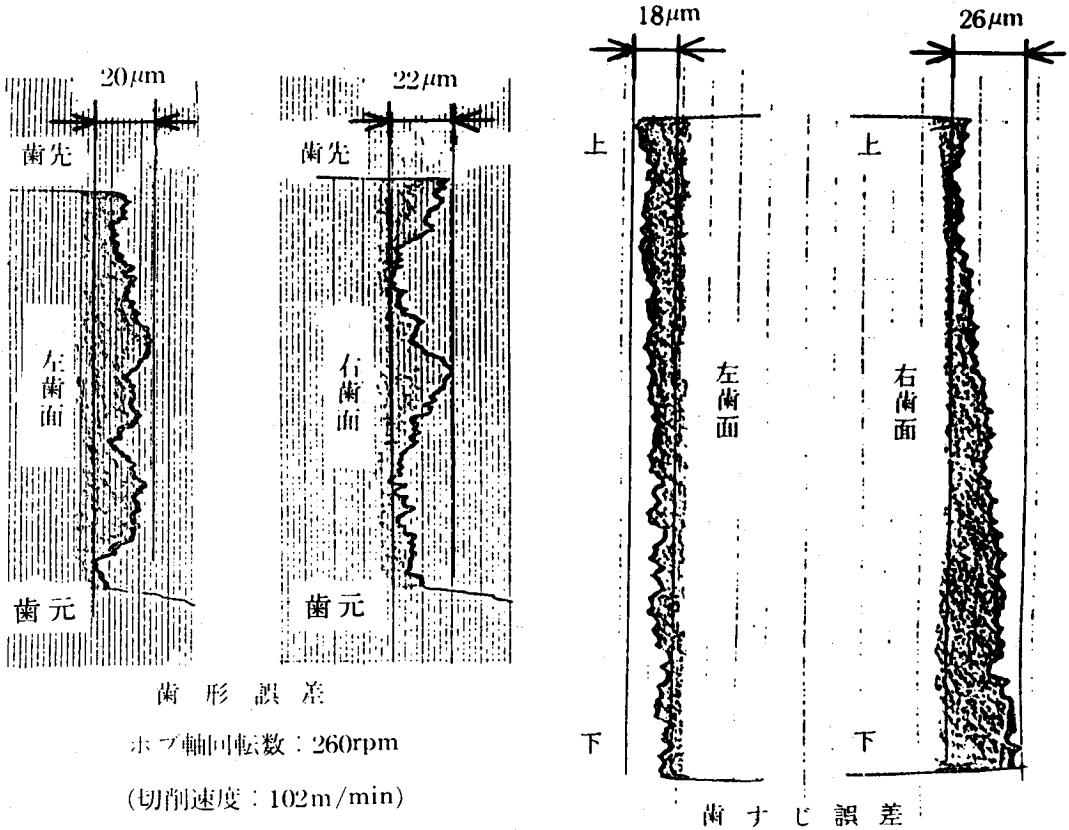 20μm
歯先
左歯面
歯元
22μm
歯先
右歯面
歯元
歯形誤差
ホブ軸回転数：260rpm
(切削速度：102m/min)
18μm
上
左歯面
下
26μm
上
右歯面
下
歯すじ誤差